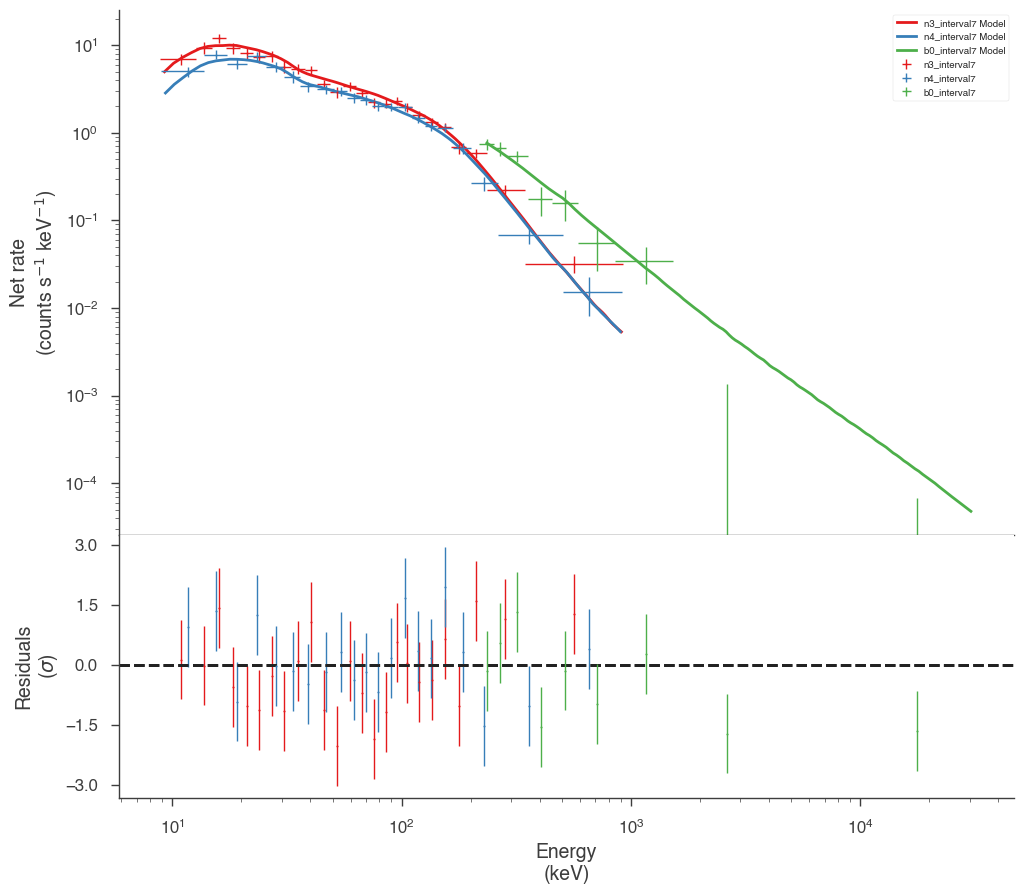 n3_interval7 Model
n4_interval7 Model
b0_interval7 Model
n3_interval7
n4_interval7
b0_interval7
10¹
10⁰
10⁻¹
10⁻²
10⁻³
10⁻⁴
Net rate
(counts s⁻¹ keV⁻¹)
3.0
1.5
0.0
−1.5
−3.0
Residuals
(σ)
10¹
10²
10³
10⁴
Energy
(keV)